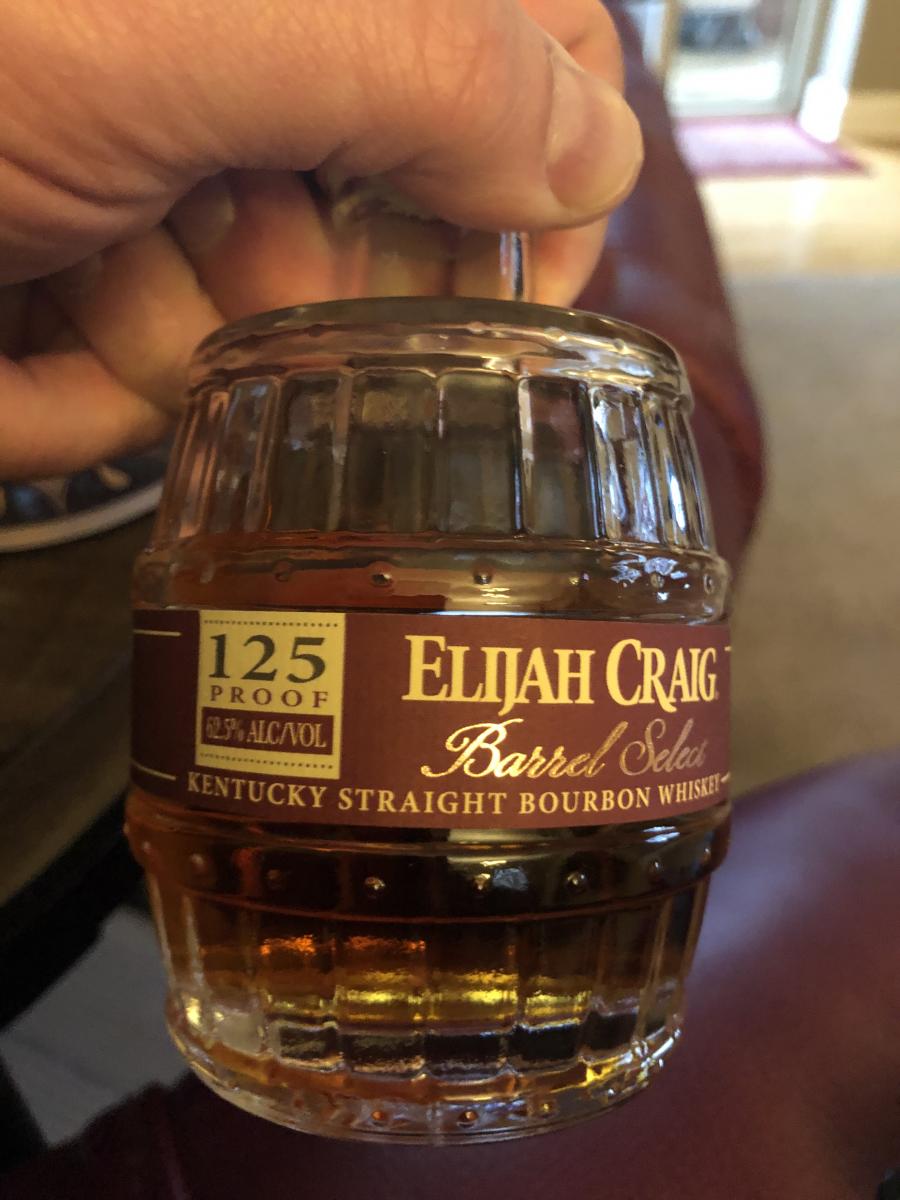 125
PROOF
62.5% ALC/VOL
ELIJAH CRAIG
Barrel Select
KENTUCKY STRAIGHT BOURBON WHISKEY